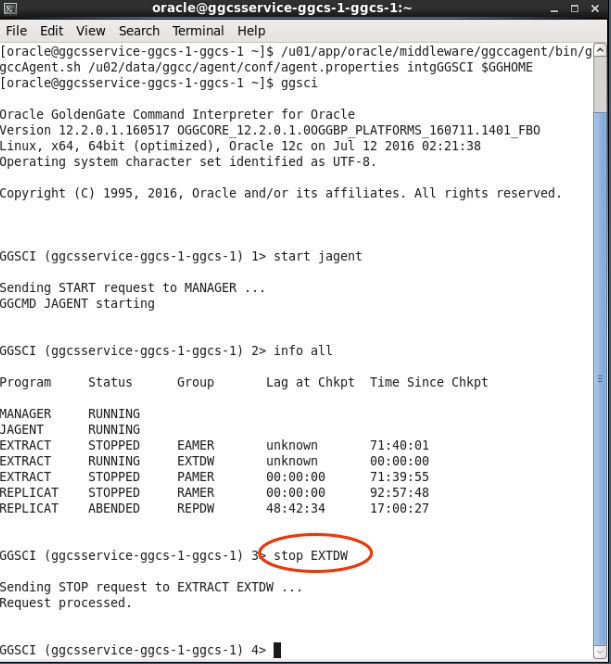 oracle@ggcsservice-ggcs-1-ggcs-1:~
File Edit View Search Terminal Help
[oracle@ggcsservice-ggcs-1-ggcs-1 ~]$ /u01/app/oracle/middleware/ggccagent/bin/g
gccAgent.sh /u02/data/ggcc/agent/conf/agent.properties intgGGSCI $GGHOME
[oracle@ggcsservice-ggcs-1-ggcs-1 ~]$ ggsci
Oracle GoldenGate Command Interpreter for Oracle
Version 12.2.0.1.160517 OGGCORE_12.2.0.1.0OGGBP_PLATFORMS_160711.1401_FBO
Linux, x64, 64bit (optimized), Oracle 12c on Jul 12 2016 02:21:38
Operating system character set identified as UTF-8.
Copyright (C) 1995, 2016, Oracle and/or its affiliates. All rights reserved.
GGSCI (ggcsservice-ggcs-1-ggcs-1) 1> start jagent
Sending START request to MANAGER ...
GGCMD JAGENT starting
GGSCI (ggcsservice-ggcs-1-ggcs-1) 2> info all
Program Status Group Lag at Chkpt Time Since Chkpt
MANAGER RUNNING
JAGENT RUNNING
EXTRACT STOPPED EAMER unknown 71:40:01
EXTRACT RUNNING EXTDW unknown 00:00:00
EXTRACT STOPPED PAMER 00:00:00 71:39:55
REPLICAT STOPPED RAMER 00:00:00 92:57:48
REPLICAT ABENDED REPDW 48:42:34 17:00:27
GGSCI (ggcsservice-ggcs-1-ggcs-1) 3> stop EXTDW
Sending STOP request to EXTRACT EXTDW ...
Request processed.
GGSCI (ggcsservice-ggcs-1-ggcs-1) 4>